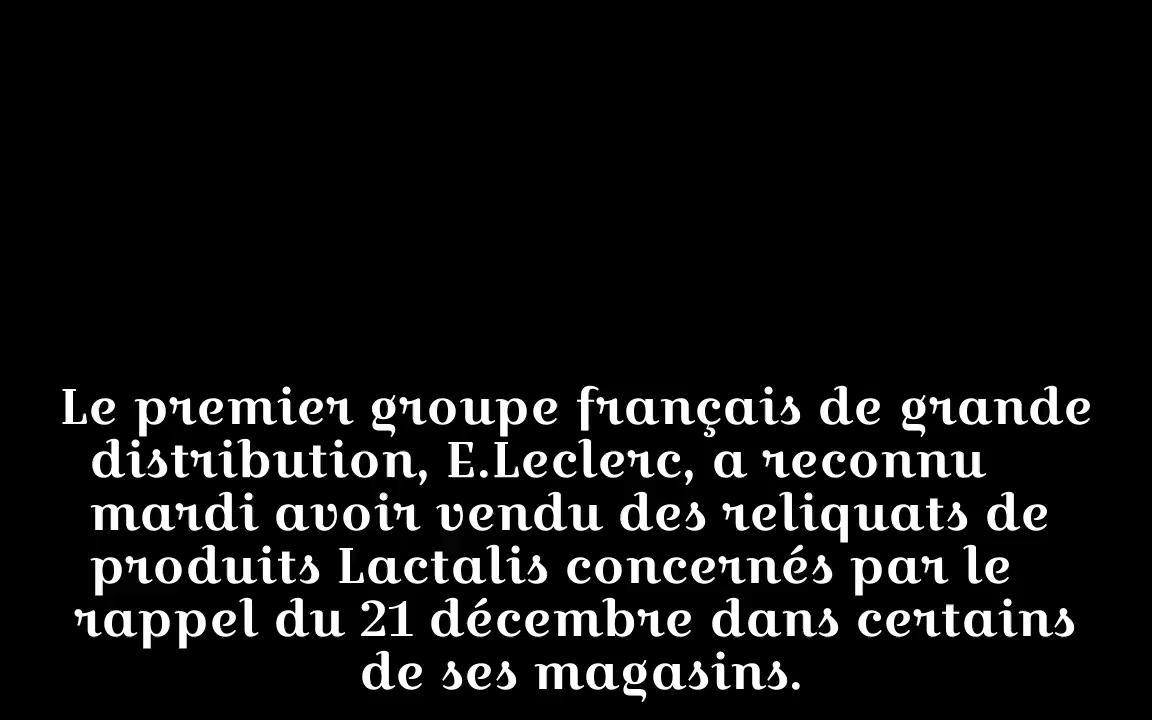 Le premier groupe français de grande
distribution, E.Leclerc, a reconnu
mardi avoir vendu des reliquats de
produits Lactalis concernés par le
rappel du 21 décembre dans certains
de ses magasins.